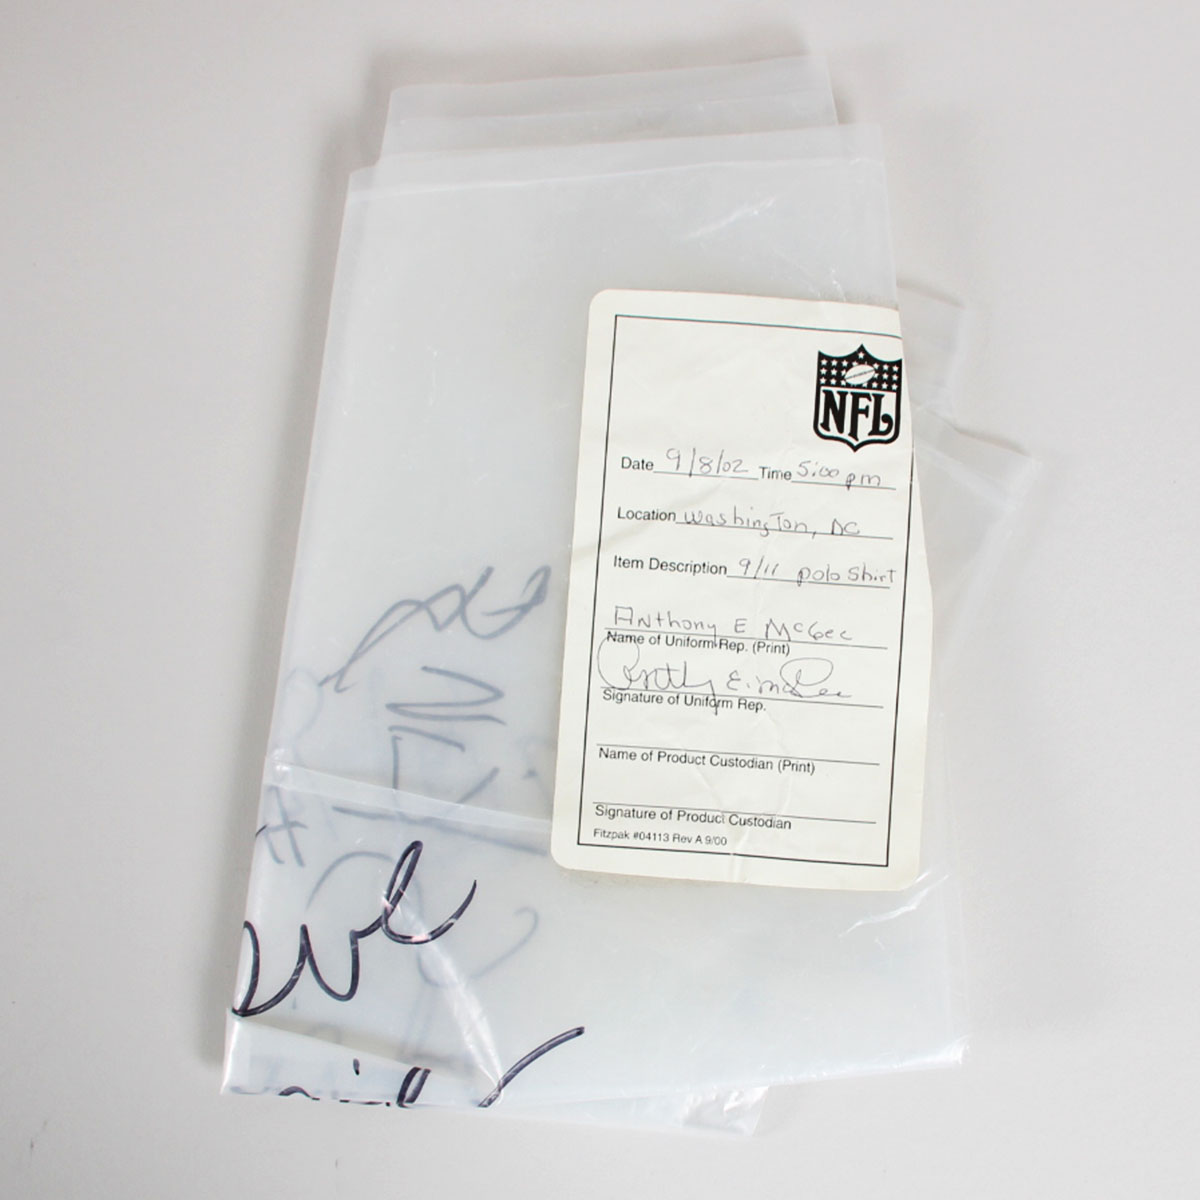 NFL
Date 9/8/02 Time 5:00 pm
Location Washington, DC
Item Description 9/11 polo Shirt
Anthony E McGee
Name of Uniform Rep. (Print)
Anthony E. McGee
Signature of Uniform Rep.
Name of Product Custodian (Print)
Signature of Product Custodian
Fitzpak #04113 Rev A 9/00